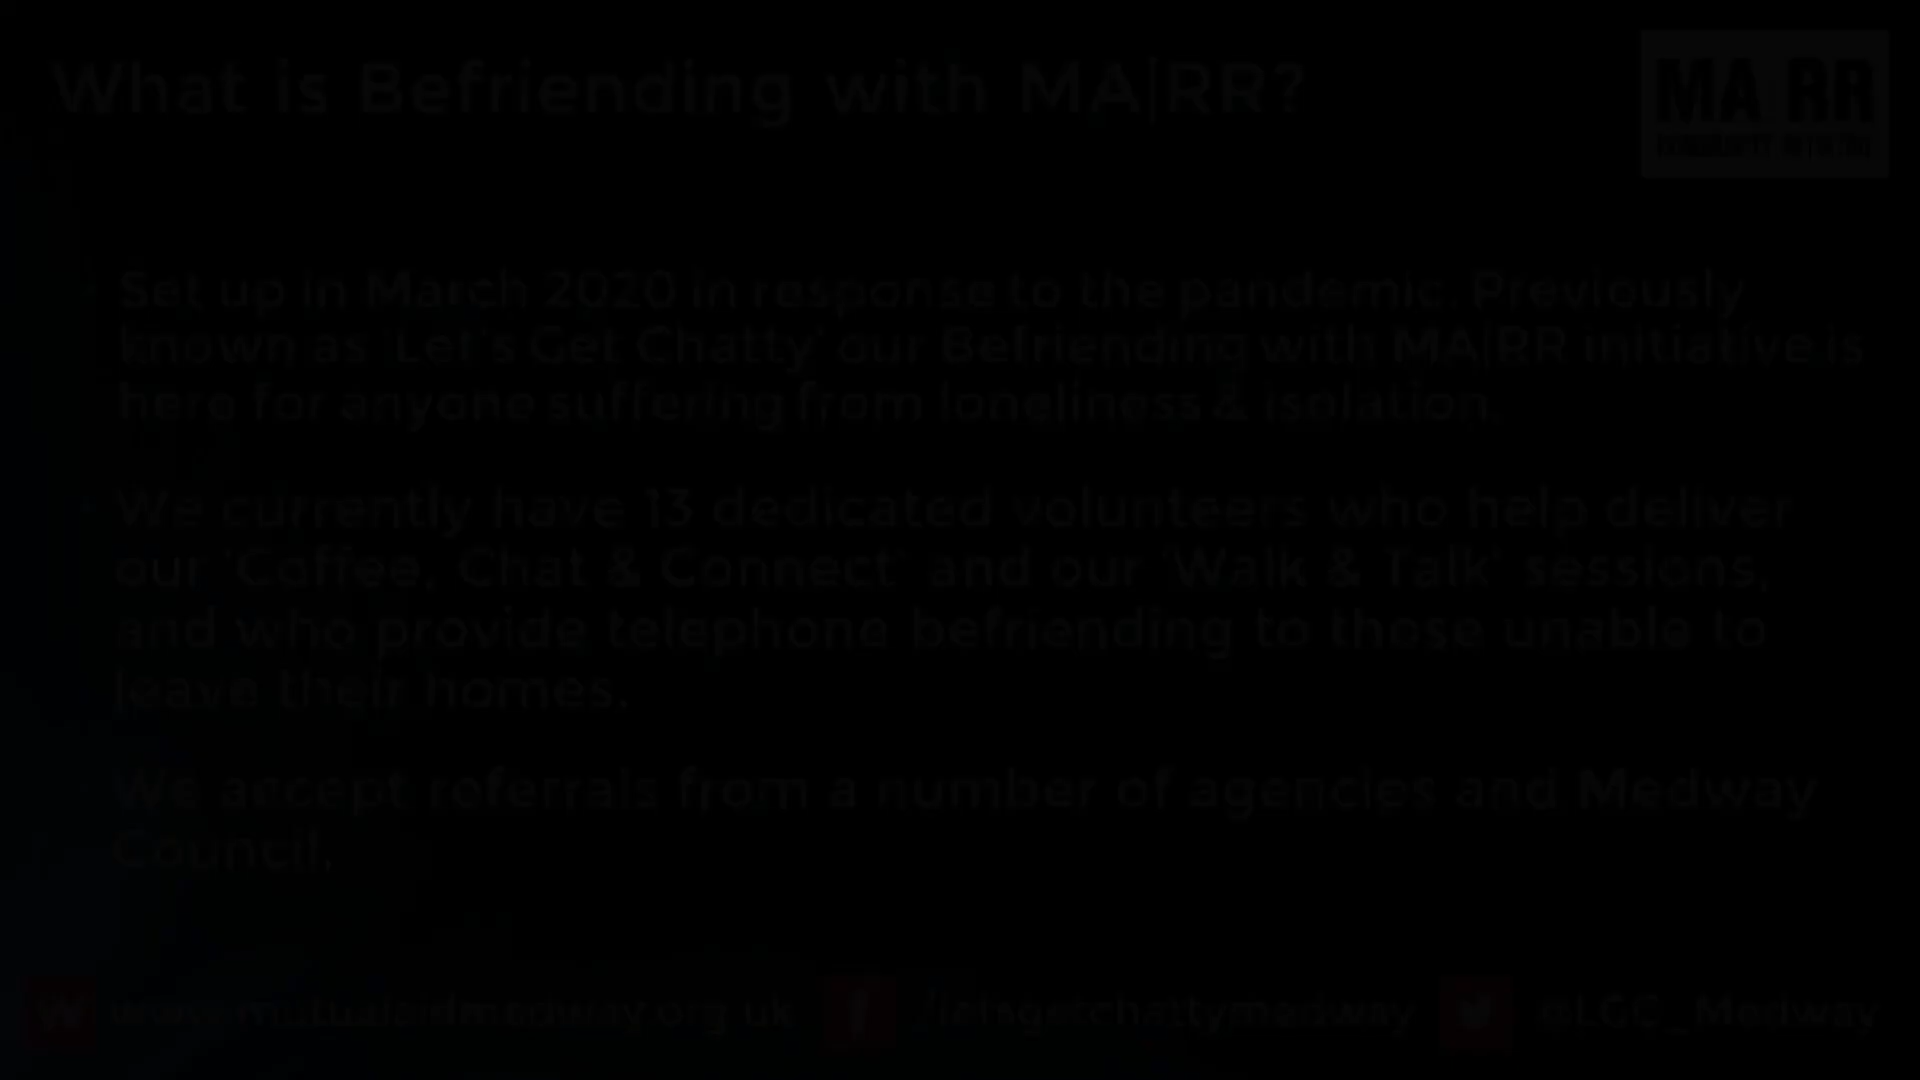 What is Befriending with MA|RR?
MA RR
Set up in March 2020 in response to the pandemic. Previously
known as 'Let's Get Chatty' our Befriending with MA|RR initiative is
here for anyone suffering from loneliness & isolation.
We currently have 13 dedicated volunteers who help deliver
our 'Coffee, Chat & Connect' and our 'Walk & Talk' sessions,
and who provide telephone befriending to those unable to
leave their homes.
We accept referrals from a number of agencies and Medway
Council.
www.mutualaidmedway.org.uk /letsgetchattymedway @LGC_Medway